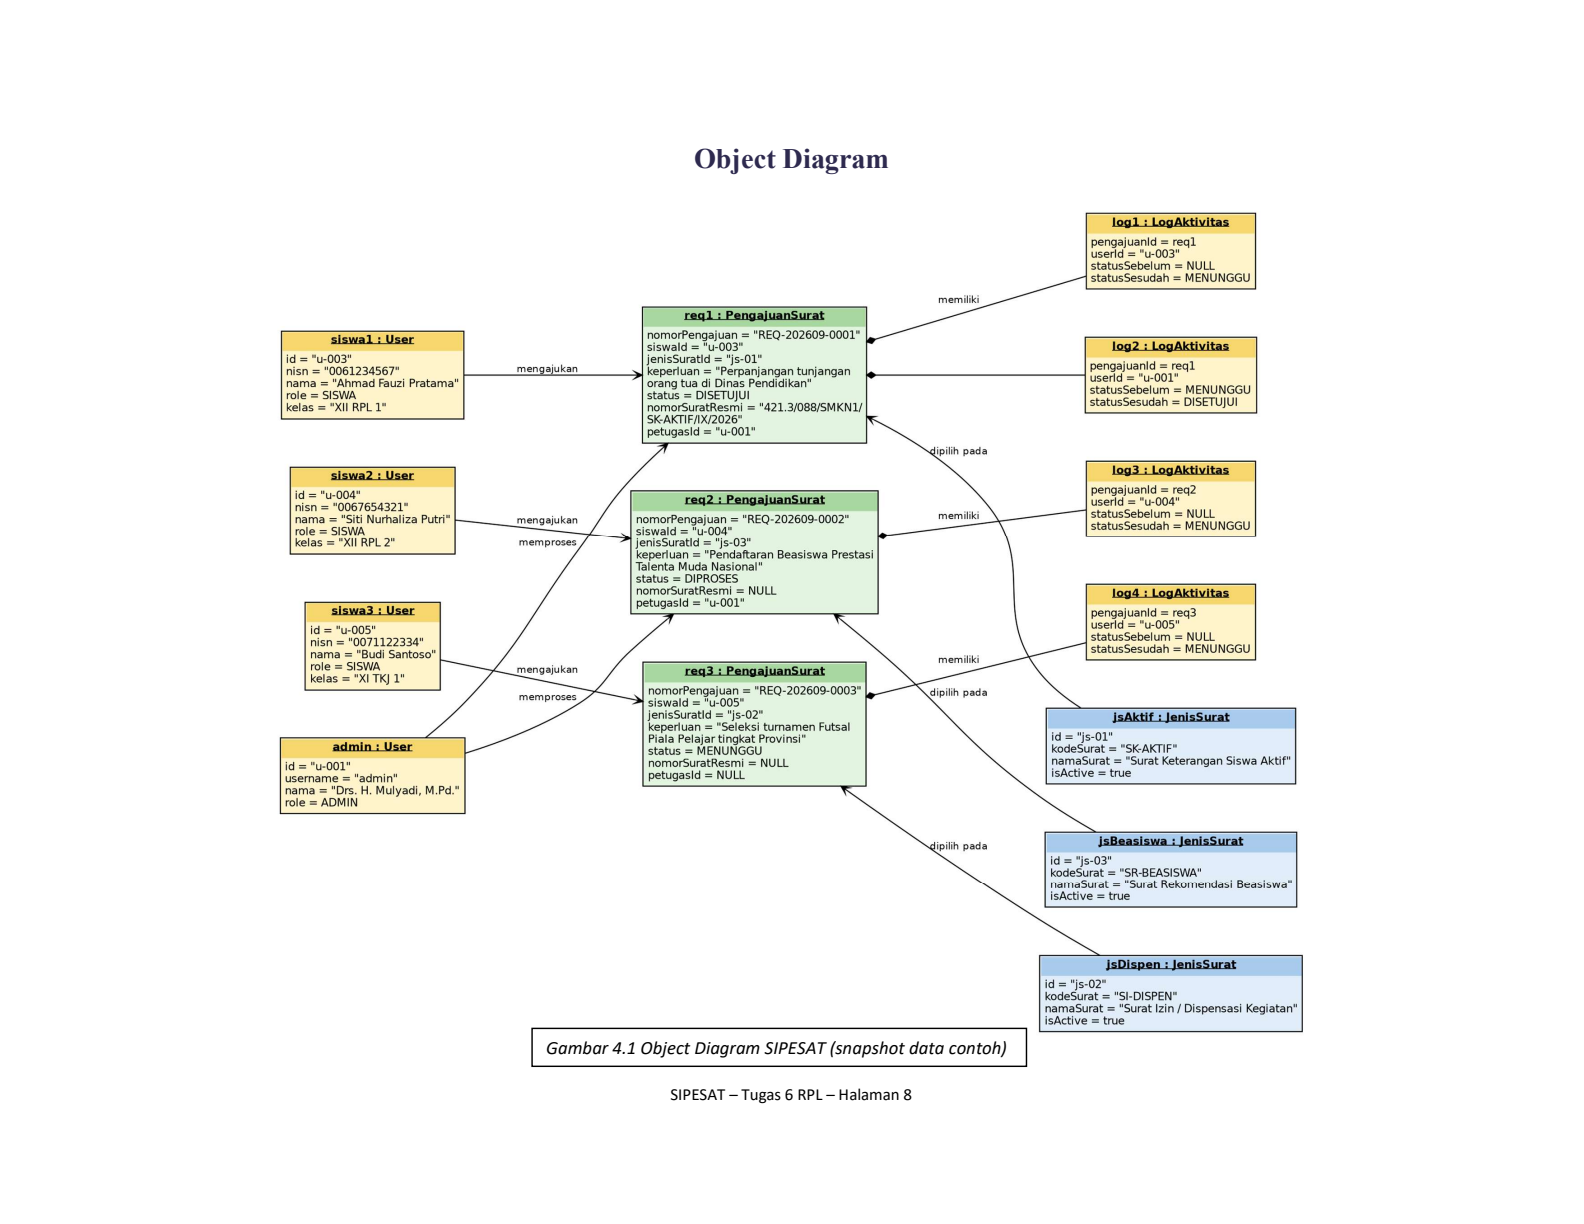 Object Diagram
log1 : LogAktivitas
pengajuanId = req1
userId = "u-003"
statusSebelum = NULL
statusSesudah = MENUNGGU
memiliki
req1 : PengajuanSurat
nomorPengajuan = "REQ-202609-0001"
siswaId = "u-003"
jenisSuratId = "js-01"
keperluan = "Perpanjangan tunjangan
orang tua di Dinas Pendidikan"
status = DISETUJUI
nomorSuratResmi = "421.3/088/SMKN1/
SK-AKTIF/IX/2026"
petugasId = "u-001"
siswa1 : User
id = "u-003"
nisn = "0061234567"
nama = "Ahmad Fauzi Pratama"
role = SISWA
kelas = "XII RPL 1"
mengajukan
log2 : LogAktivitas
pengajuanId = req1
userId = "u-001"
statusSebelum = MENUNGGU
statusSesudah = DISETUJUI
dipilih pada
siswa2 : User
id = "u-004"
nisn = "0067654321"
nama = "Siti Nurhaliza Putri"
role = SISWA
kelas = "XII RPL 2"
mengajukan
memproses
req2 : PengajuanSurat
nomorPengajuan = "REQ-202609-0002"
siswaId = "u-004"
jenisSuratId = "js-03"
keperluan = "Pendaftaran Beasiswa Prestasi
Talenta Muda Nasional"
status = DIPROSES
nomorSuratResmi = NULL
petugasId = "u-001"
memiliki
log3 : LogAktivitas
pengajuanId = req2
userId = "u-004"
statusSebelum = NULL
statusSesudah = MENUNGGU
siswa3 : User
id = "u-005"
nisn = "0071122334"
nama = "Budi Santoso"
role = SISWA
kelas = "XI TKJ 1"
mengajukan
memproses
req3 : PengajuanSurat
nomorPengajuan = "REQ-202609-0003"
siswaId = "u-005"
jenisSuratId = "js-02"
keperluan = "Seleksi turnamen Futsal
Piala Pelajar tingkat Provinsi"
status = MENUNGGU
nomorSuratResmi = NULL
petugasId = NULL
memiliki
dipilih pada
log4 : LogAktivitas
pengajuanId = req3
userId = "u-005"
statusSebelum = NULL
statusSesudah = MENUNGGU
admin : User
id = "u-001"
username = "admin"
nama = "Drs. H. Mulyadi, M.Pd."
role = ADMIN
jsAktif : JenisSurat
id = "js-01"
kodeSurat = "SK-AKTIF"
namaSurat = "Surat Keterangan Siswa Aktif"
isActive = true
dipilih pada
jsBeasiswa : JenisSurat
id = "js-03"
kodeSurat = "SR-BEASISWA"
namaSurat = "Surat Rekomendasi Beasiswa"
isActive = true
jsDispen : JenisSurat
id = "js-02"
kodeSurat = "SI-DISPEN"
namaSurat = "Surat Izin / Dispensasi Kegiatan"
isActive = true
Gambar 4.1 Object Diagram SIPESAT (snapshot data contoh)
SIPESAT – Tugas 6 RPL – Halaman 8